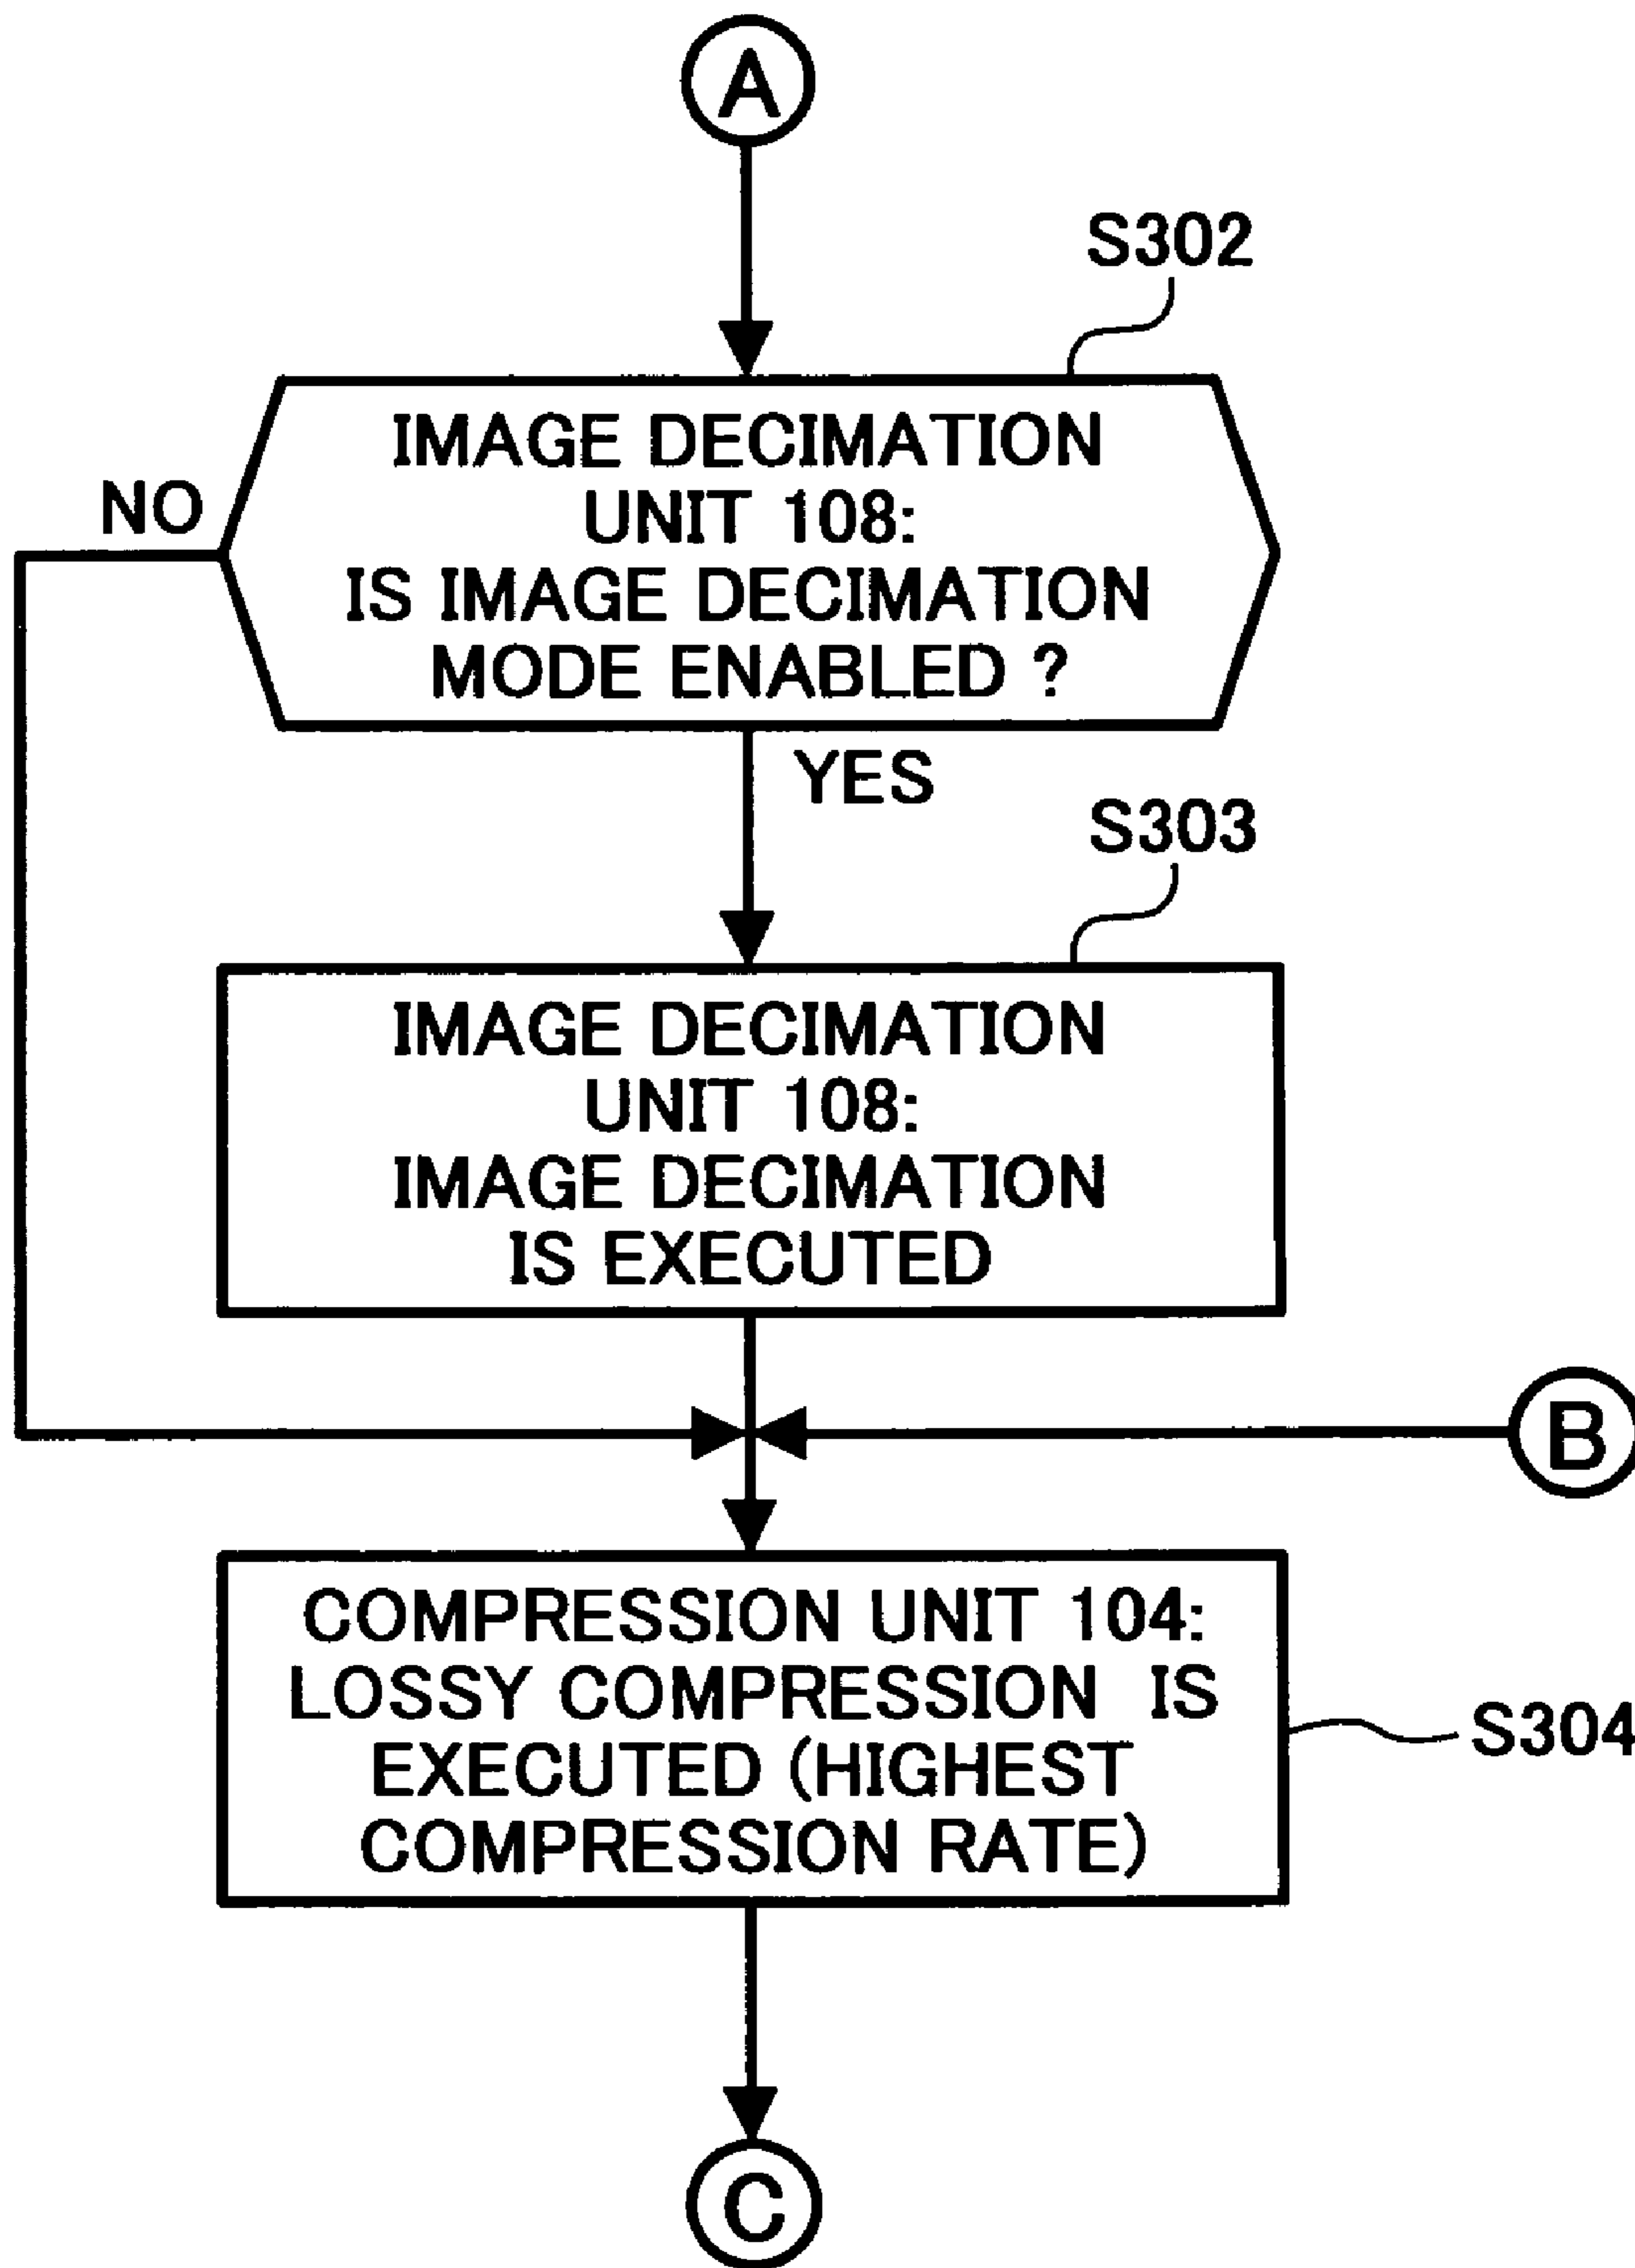 A
S302
IMAGE DECIMATION
UNIT 108:
IS IMAGE DECIMATION
MODE ENABLED ?
NO
YES
S303
IMAGE DECIMATION
UNIT 108:
IMAGE DECIMATION
IS EXECUTED
B
COMPRESSION UNIT 104:
LOSSY COMPRESSION IS
EXECUTED (HIGHEST
COMPRESSION RATE)
S304
C